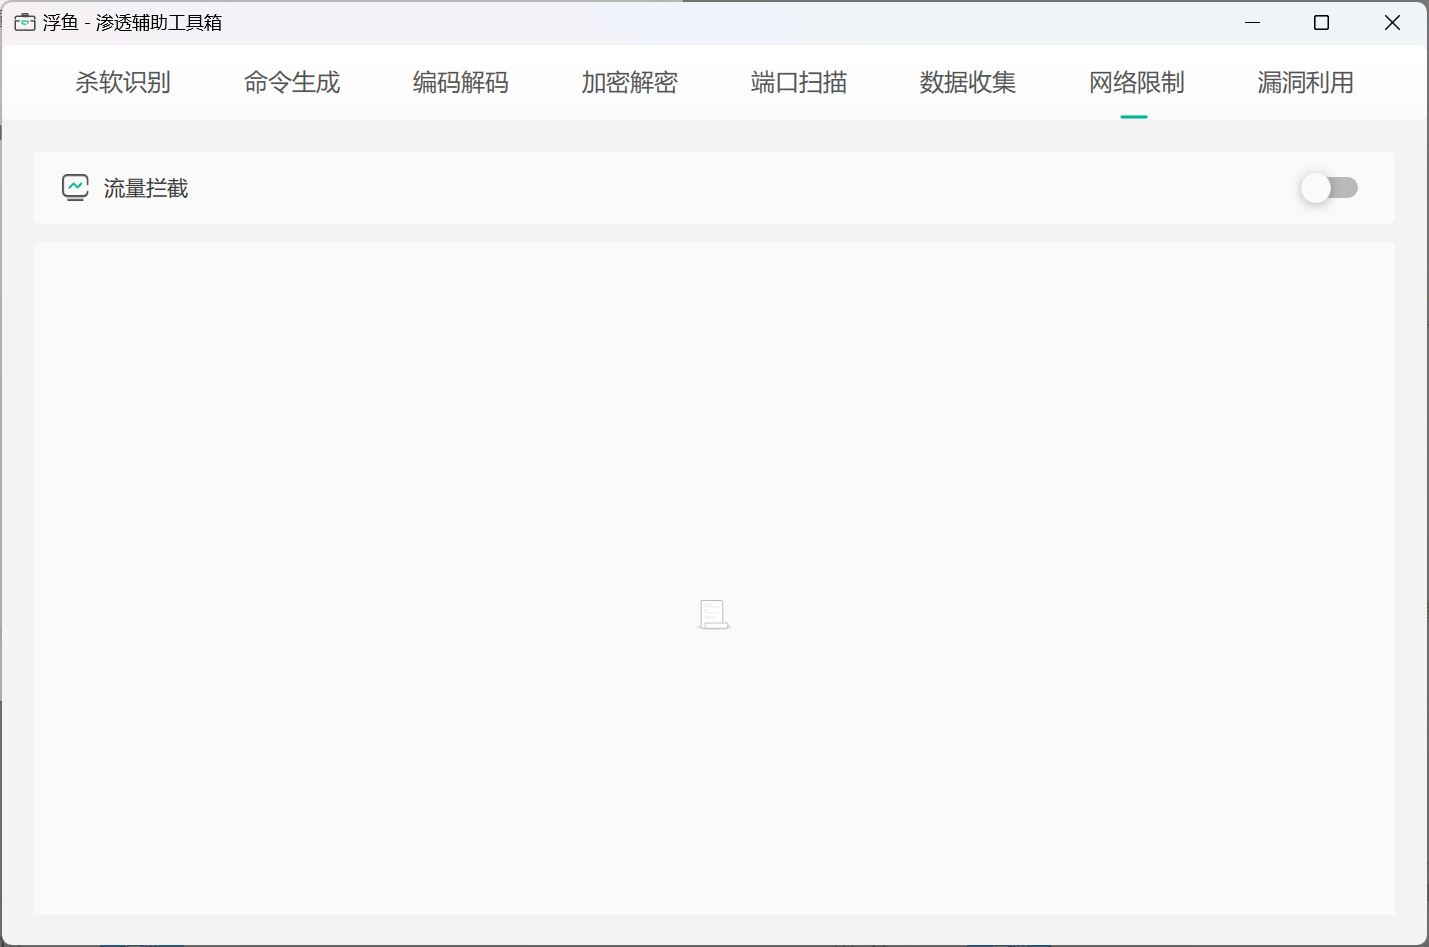 浮鱼 - 渗透辅助工具箱
杀软识别 命令生成 编码解码 加密解密 端口扫描 数据收集 网络限制 漏洞利用
流量拦截